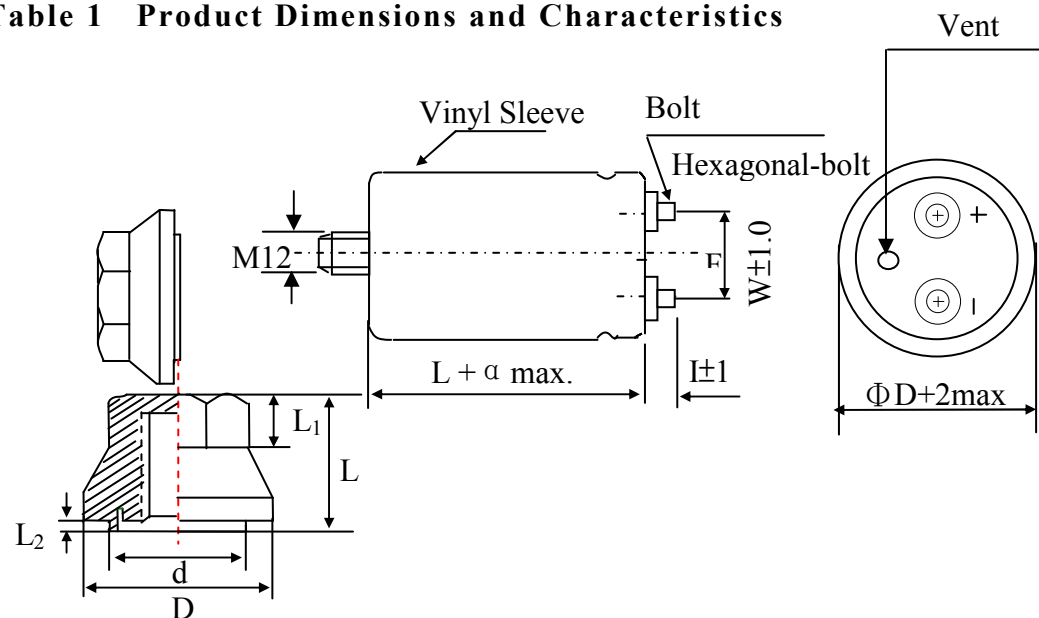 Table 1 Product Dimensions and Characteristics
Vent
Vinyl Sleeve
Bolt
Hexagonal-bolt
+
M12
W±1.0
L + α max.
I±1
ΦD+2max
L1
L
L2
d
D